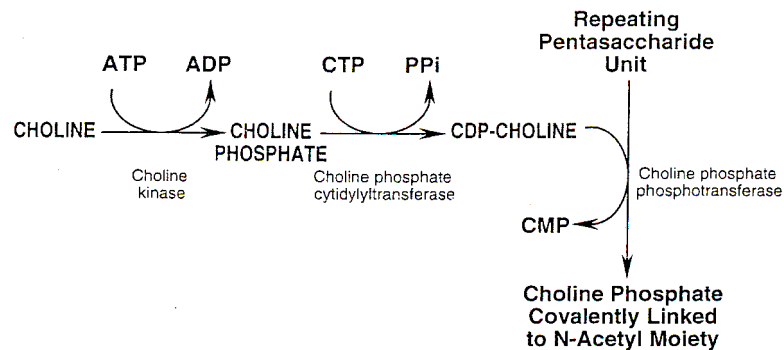 Repeating
Pentasaccharide
Unit
ATP
ADP
CTP
PPi
CHOLINE
CHOLINE
PHOSPHATE
CDP-CHOLINE
Choline
kinase
Choline phosphate
cytidylyltransferase
Choline phosphate
phosphotransferase
CMP
Choline Phosphate
Covalently Linked
to N-Acetyl Moiety